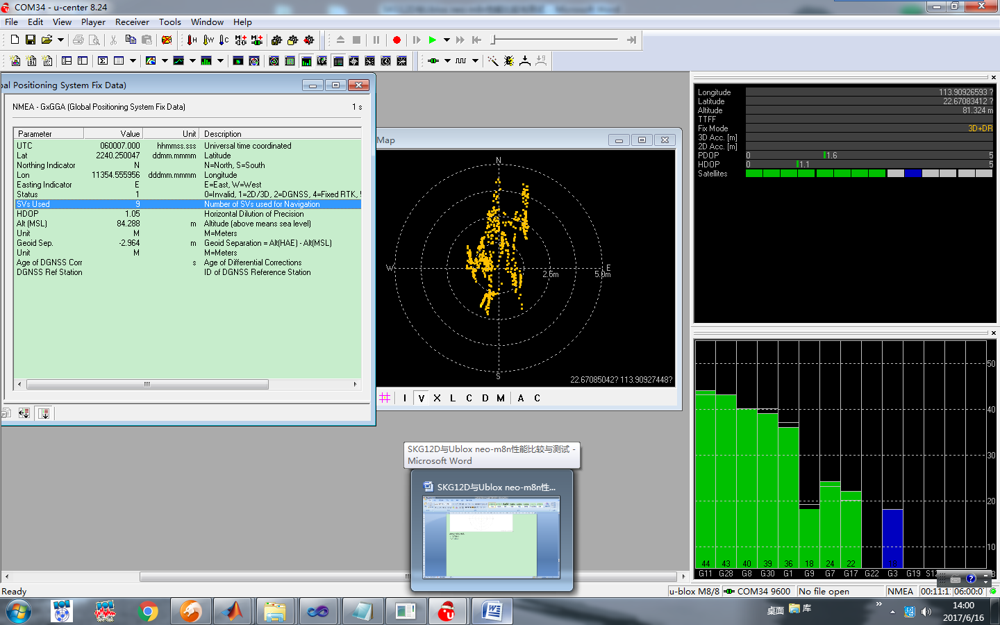 COM34 - u-center 8.24
File Edit View Player Receiver Tools Window Help
bal Positioning System Fix Data)
NMEA - GxGGA (Global Positioning System Fix Data) 1 s
Parameter Value Unit Description
UTC 060007.000 hhmmss.sss Universal time coordinated
Lat 2240.250047 ddmm.mmmm Latitude
Northing Indicator N N=North, S=South
Lon 11354.555956 dddmm.mmmm Longitude
Easting Indicator E E=East, W=West
Status 1 0=Invalid, 1=2D/3D, 2=DGNSS, 4=Fixed RTK,
SVs Used 9 Number of SVs used for Navigation
HDOP 1.05 Horizontal Dilution of Precision
Alt (MSL) 84.288 m Altitude (above means sea level)
Unit M M=Meters
Geoid Sep. -2.964 m Geoid Separation = Alt(HAE) - Alt(MSL)
Unit M M=Meters
Age of DGNSS Corr s Age of Differential Corrections
DGNSS Ref Station ID of DGNSS Reference Station
Map
N
W E
2.5m 5.0m
S
22.67085042? 113.90927448?
I V X L C D M A C
Longitude 113.90926593 ?
Latitude 22.67083412 ?
Altitude 81.324 m
TTFF
Fix Mode 3D+DR
3D Acc. [m]
2D Acc. [m]
PDOP 0 1.6 5
HDOP 0 1.1 5
Satellites
50
40
30
20
10
44 43 40 39 36 18 24 22 18
G11 G28 G8 G30 G1 G9 G7 G17 G22 G3 G19
SKG12D与Ublox neo-m8n性能比较与测试 -
Microsoft Word
SKG12D与Ublox neo-m8n性...
Ready u-blox M8/8 COM34 9600 No file open NMEA 00:11:1 06:00:0
桌面 库 14:00
2017/6/16